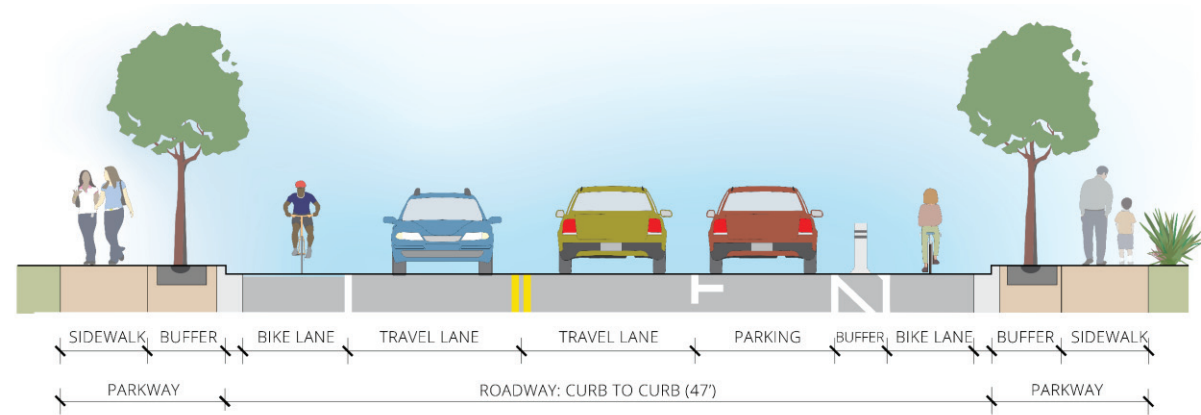 SIDEWALK BUFFER BIKE LANE TRAVEL LANE TRAVEL LANE PARKING BUFFER BIKE LANE BUFFER SIDEWALK
PARKWAY ROADWAY: CURB TO CURB (47') PARKWAY